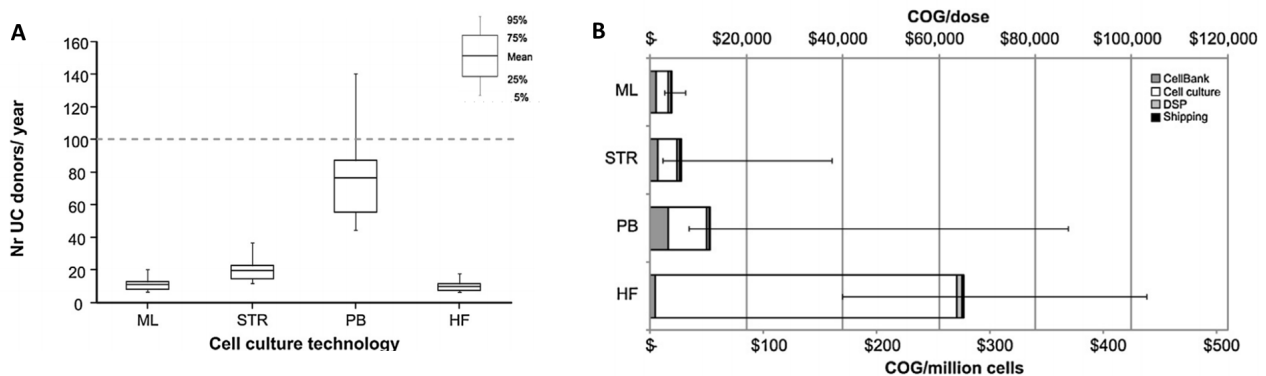 A
95%
75%
Mean
25%
5%
160
140
120
100
80
60
40
20
0
Nr UC donors/ year
ML STR PB HF
Cell culture technology
B
COG/dose
$- $20,000 $40,000 $60,000 $80,000 $100,000 $120,000
ML
STR
PB
HF
CellBank
Cell culture
DSP
Shipping
$- $100 $200 $300 $400 $500
COG/million cells